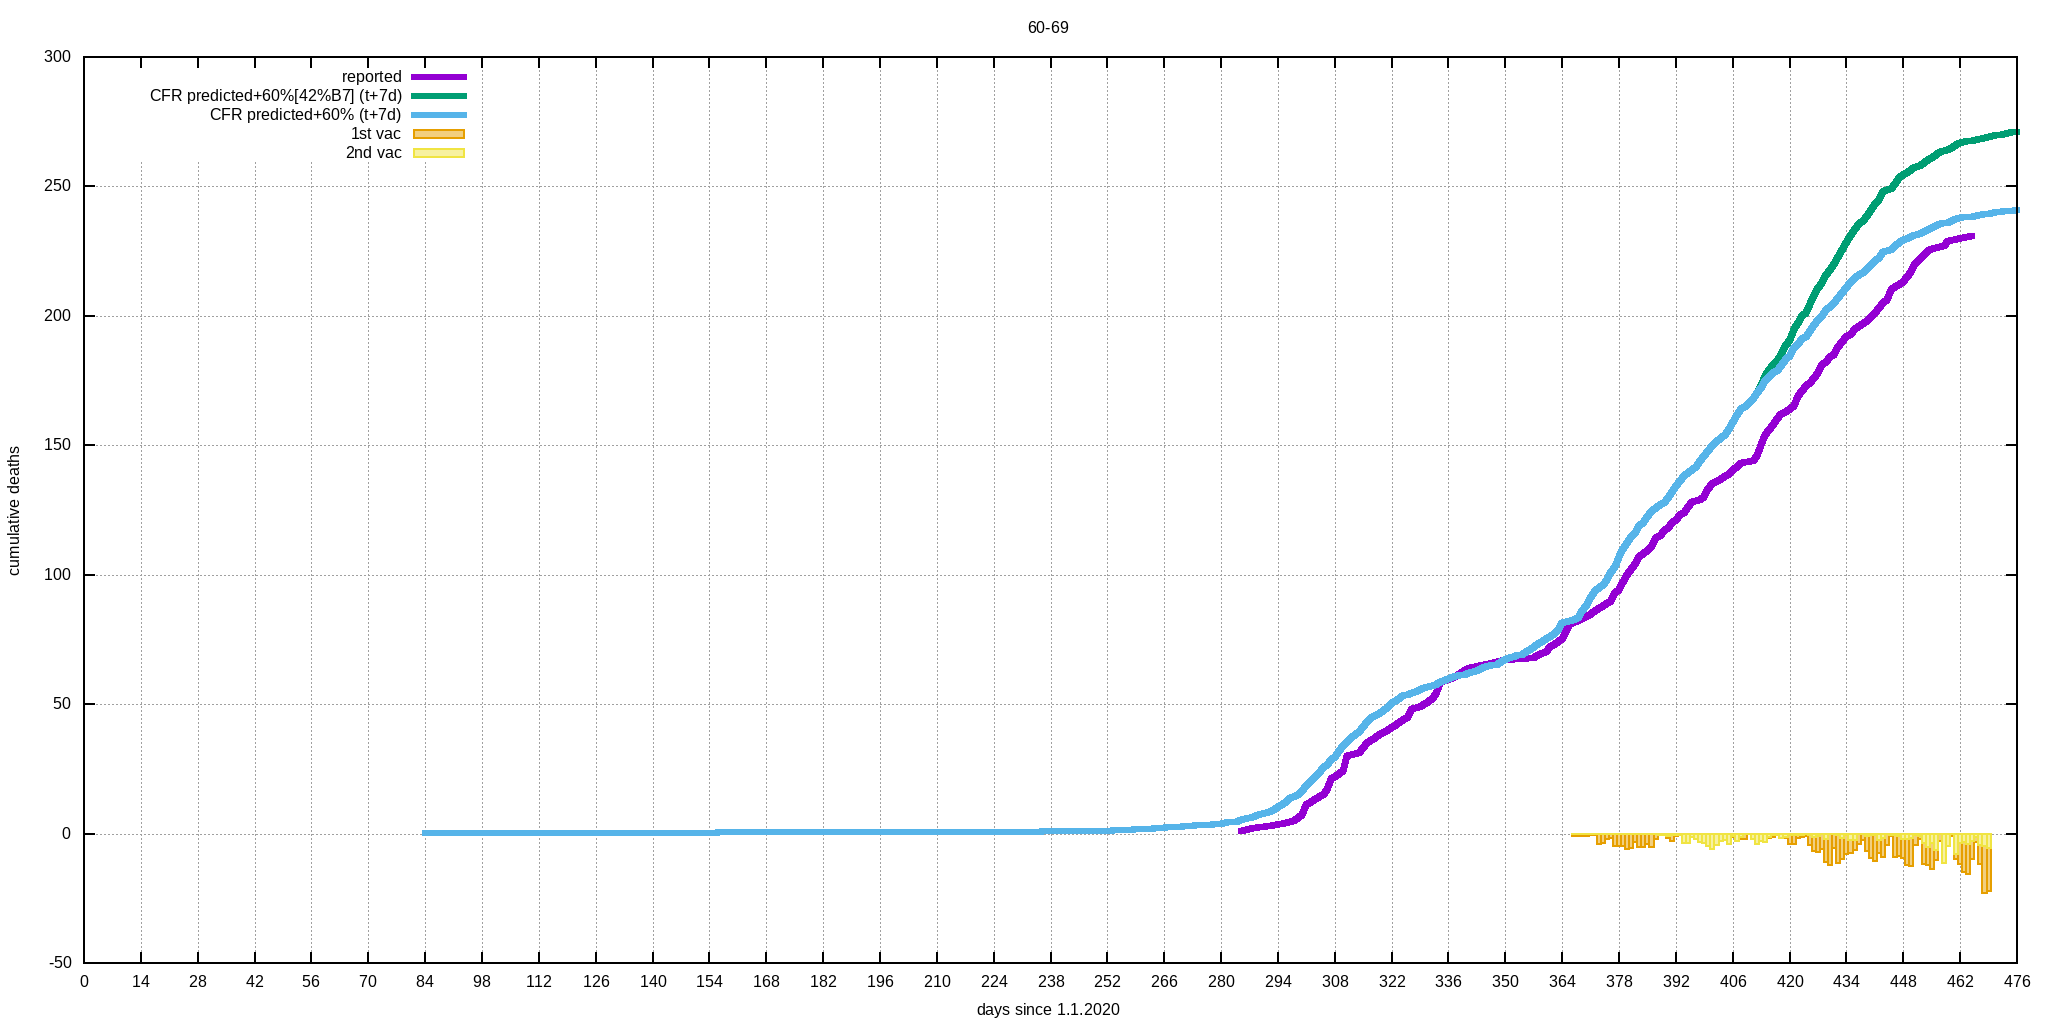 60-69
300
250
200
150
100
50
0
-50
cumulative deaths
reported
CFR predicted+60%[42%B7] (t+7d)
CFR predicted+60% (t+7d)
1st vac
2nd vac
0 14 28 42 56 70 84 98 112 126 140 154 168 182 196 210 224 238 252 266 280 294 308 322 336 350 364 378 392 406 420 434 448 462 476
days since 1.1.2020